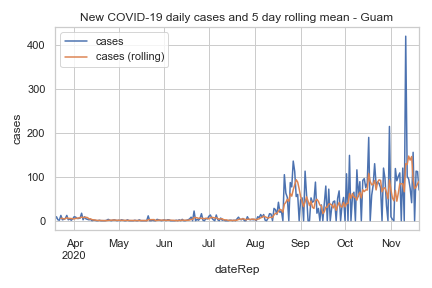 New COVID-19 daily cases and 5 day rolling mean - Guam
cases
cases (rolling)
400
300
200
100
0
cases
Apr
2020
May
Jun
Jul
Aug
Sep
Oct
Nov
dateRep